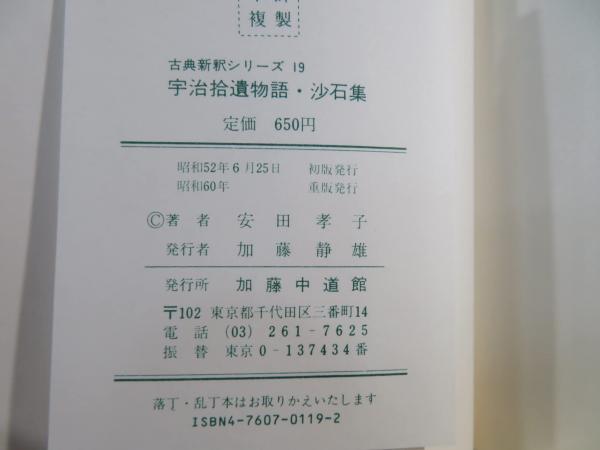 複製
古典新釈シリーズ 19
宇治拾遺物語・沙石集
定価 650円
昭和52年6月25日 初版発行
昭和60年 重版発行
©著者 安田孝子
発行者 加藤静雄
発行所 加藤中道館
〒102 東京都千代田区三番町14
電話 (03) 261-7625
振替 東京0-137434番
落丁・乱丁本はお取りかえいたします
ISBN4-7607-0119-2